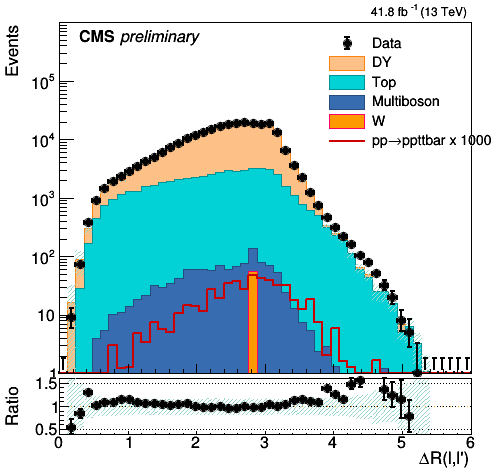 41.8 fb⁻¹ (13 TeV)
CMS preliminary
Events
Data
DY
Top
Multiboson
W
pp→ppttbar x 1000
10⁵
10⁴
10³
10²
10
1
Ratio
1.5
1
0.5
0 1 2 3 4 5 6
ΔR(l,l')